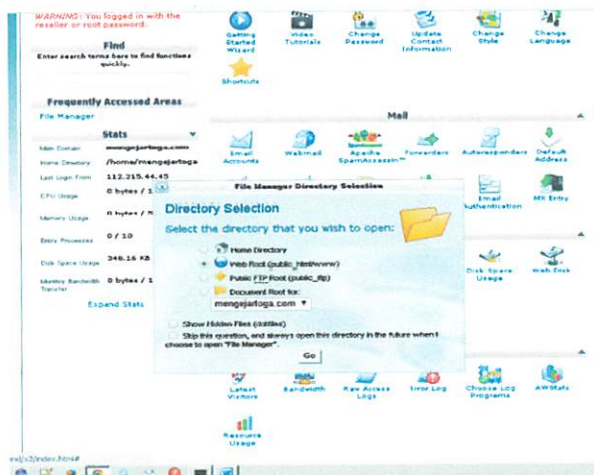 WARNING: You
logged in with the
reseller or root
password.
Find
Enter search terms here to find functions
quickly.
Frequently Accessed Areas
File Manager
Stats
Main Domain mengejartoga.com
Home Directory /home/mengejartoga
Last Login From 112.215.44.45
CPU Usage 0 bytes / 1
Memory Usage 0 bytes /
Entry Processes 0 / 10
Disk Space Usage 348.16 KB
Monthly Bandwidth Transfer 0 bytes / 1
Expand Stats
Getting Started Wizard
Video Tutorials
Change Password
Update Contact Information
Change Style
Change Language
Shortcuts
Mail
Email Accounts
Webmail
Apache SpamAssassin™
Forwarders
Autoresponders
Default Address
Email Authentication
MX Entry
File Manager Directory Selection
Directory Selection
Select the directory that you wish to open:
Home Directory
Web Root (public_html/www)
Public FTP Root (public_ftp)
Document Root for:
mengejartoga.com
Show Hidden Files (dotfiles)
Skip this question, and always open this directory in the future when I
choose to open "File Manager".
Go
Disk Space Usage
Web Disk
Latest Visitors
Bandwidth
Raw Access Logs
Error Log
Choose Log Programs
AWStats
Resource Usage